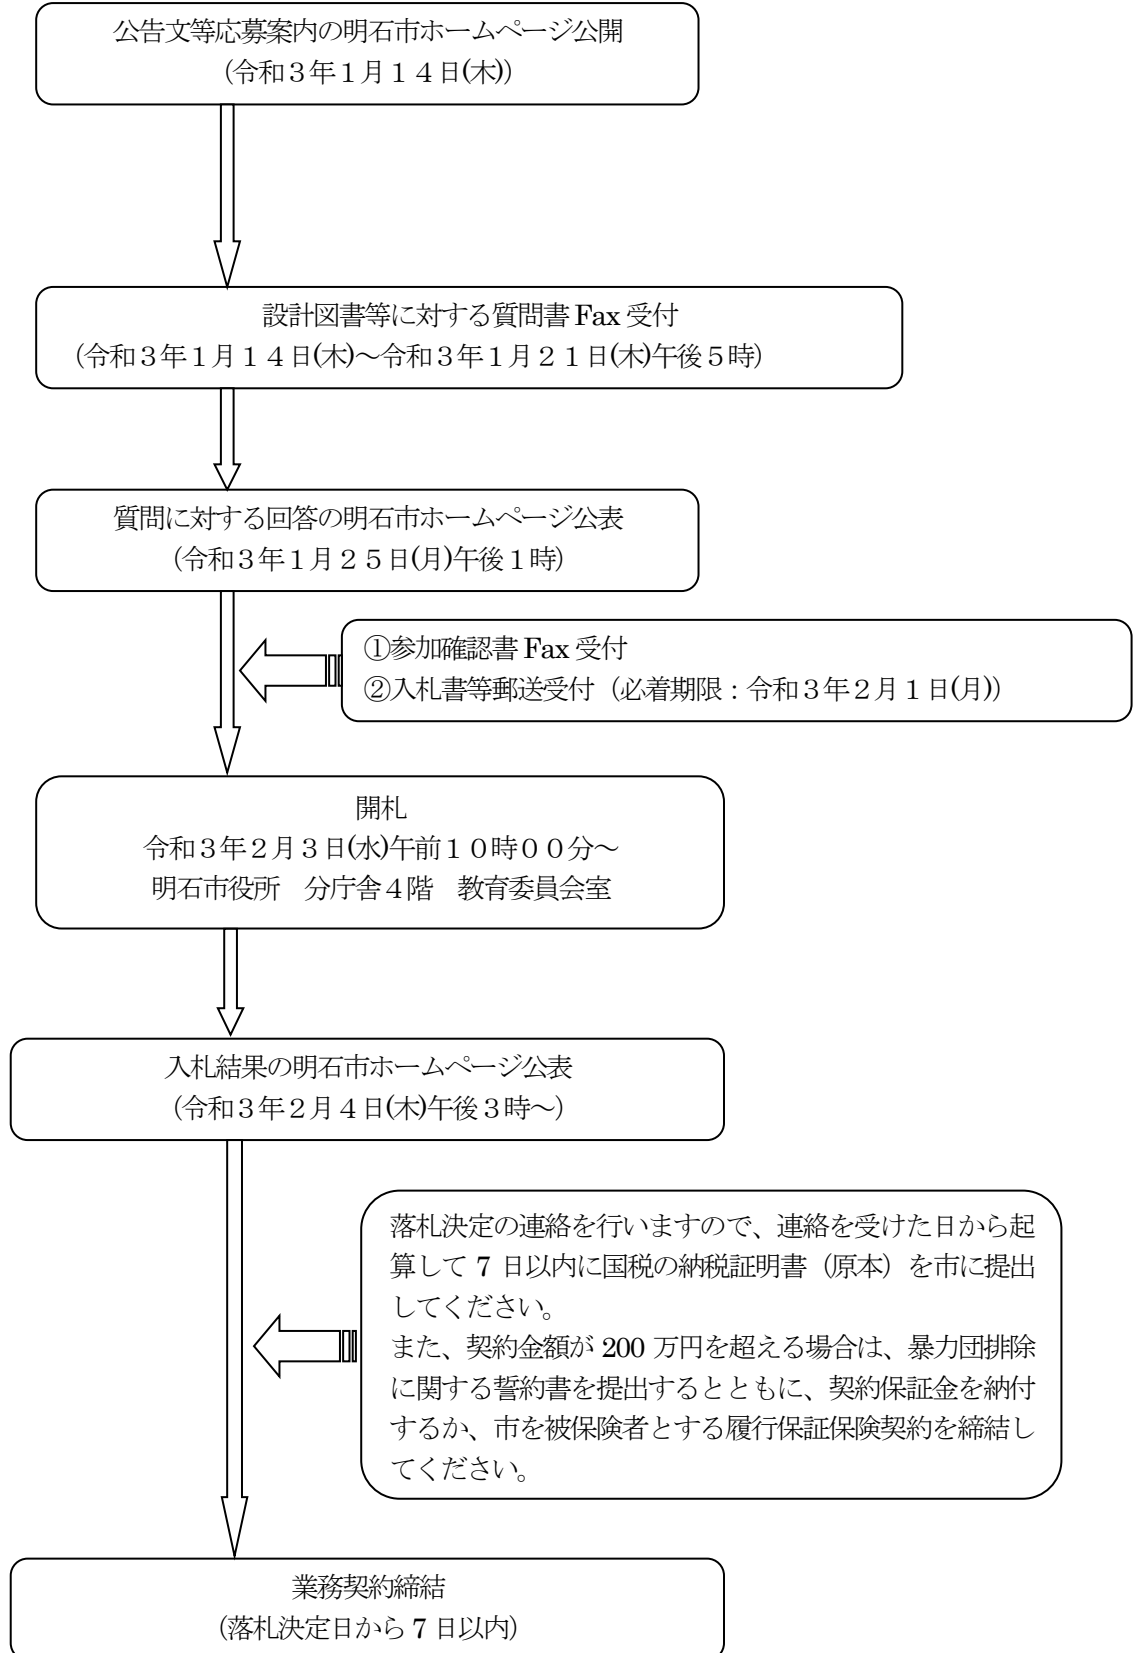 公告文等応募案内の明石市ホームページ公開
（令和３年１月１４日(木)）
設計図書等に対する質問書 Fax 受付
（令和３年１月１４日(木)～令和３年１月２１日(木)午後５時）
質問に対する回答の明石市ホームページ公表
（令和３年１月２５日(月)午後１時）
①参加確認書 Fax 受付
②入札書等郵送受付（必着期限：令和３年２月１日(月)）
開札
令和３年２月３日(水)午前１０時００分～
明石市役所　分庁舎４階　教育委員会室
入札結果の明石市ホームページ公表
（令和３年２月４日(木)午後３時～）
落札決定の連絡を行いますので、連絡を受けた日から起
算して 7 日以内に国税の納税証明書（原本）を市に提出
してください。
また、契約金額が 200 万円を超える場合は、暴力団排除
に関する誓約書を提出するとともに、契約保証金を納付
するか、市を被保険者とする履行保証保険契約を締結し
てください。
業務契約締結
（落札決定日から 7 日以内）